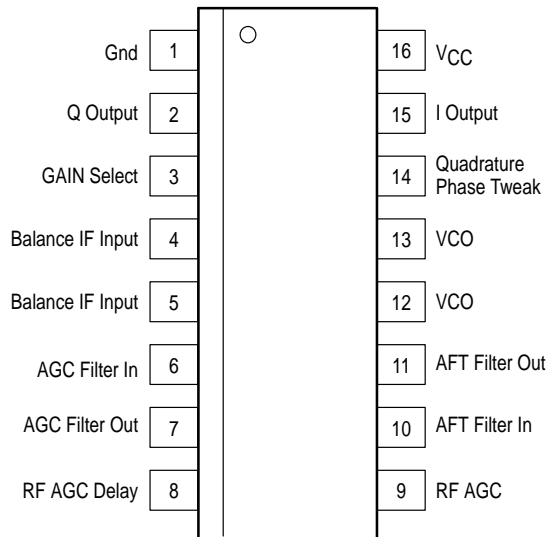 Gnd 1 16 VCC
Q Output 2 15 I Output
GAIN Select 3 14 Quadrature
Phase Tweak
Balance IF Input 4 13 VCO
Balance IF Input 5 12 VCO
AGC Filter In 6 11 AFT Filter Out
AGC Filter Out 7 10 AFT Filter In
RF AGC Delay 8 9 RF AGC